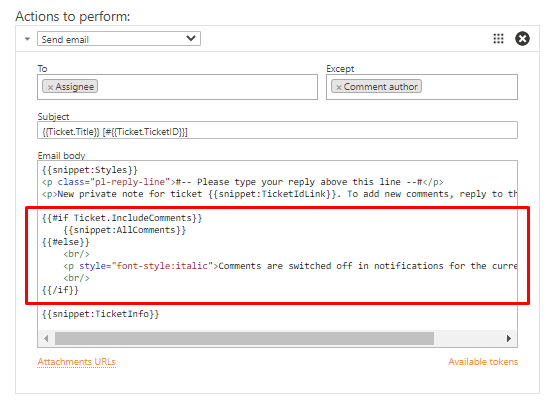 Actions to perform:
Send email
To
Except
× Assignee
× Comment author
Subject
{{Ticket.Title}} [#{{Ticket.TicketID}}]
Email body
{{snippet:Styles}}
<p class="pl-reply-line">#-- Please type your reply above this line --#</p>
<p>New private note for ticket {{snippet:TicketIdLink}}. To add new comments, reply to th
{{#if Ticket.IncludeComments}}
{{snippet:AllComments}}
{{#else}}
<br/>
<p style="font-style:italic">Comments are switched off in notifications for the curre
<br/>
{{/if}}
{{snippet:TicketInfo}}
Attachments URLs
Available tokens